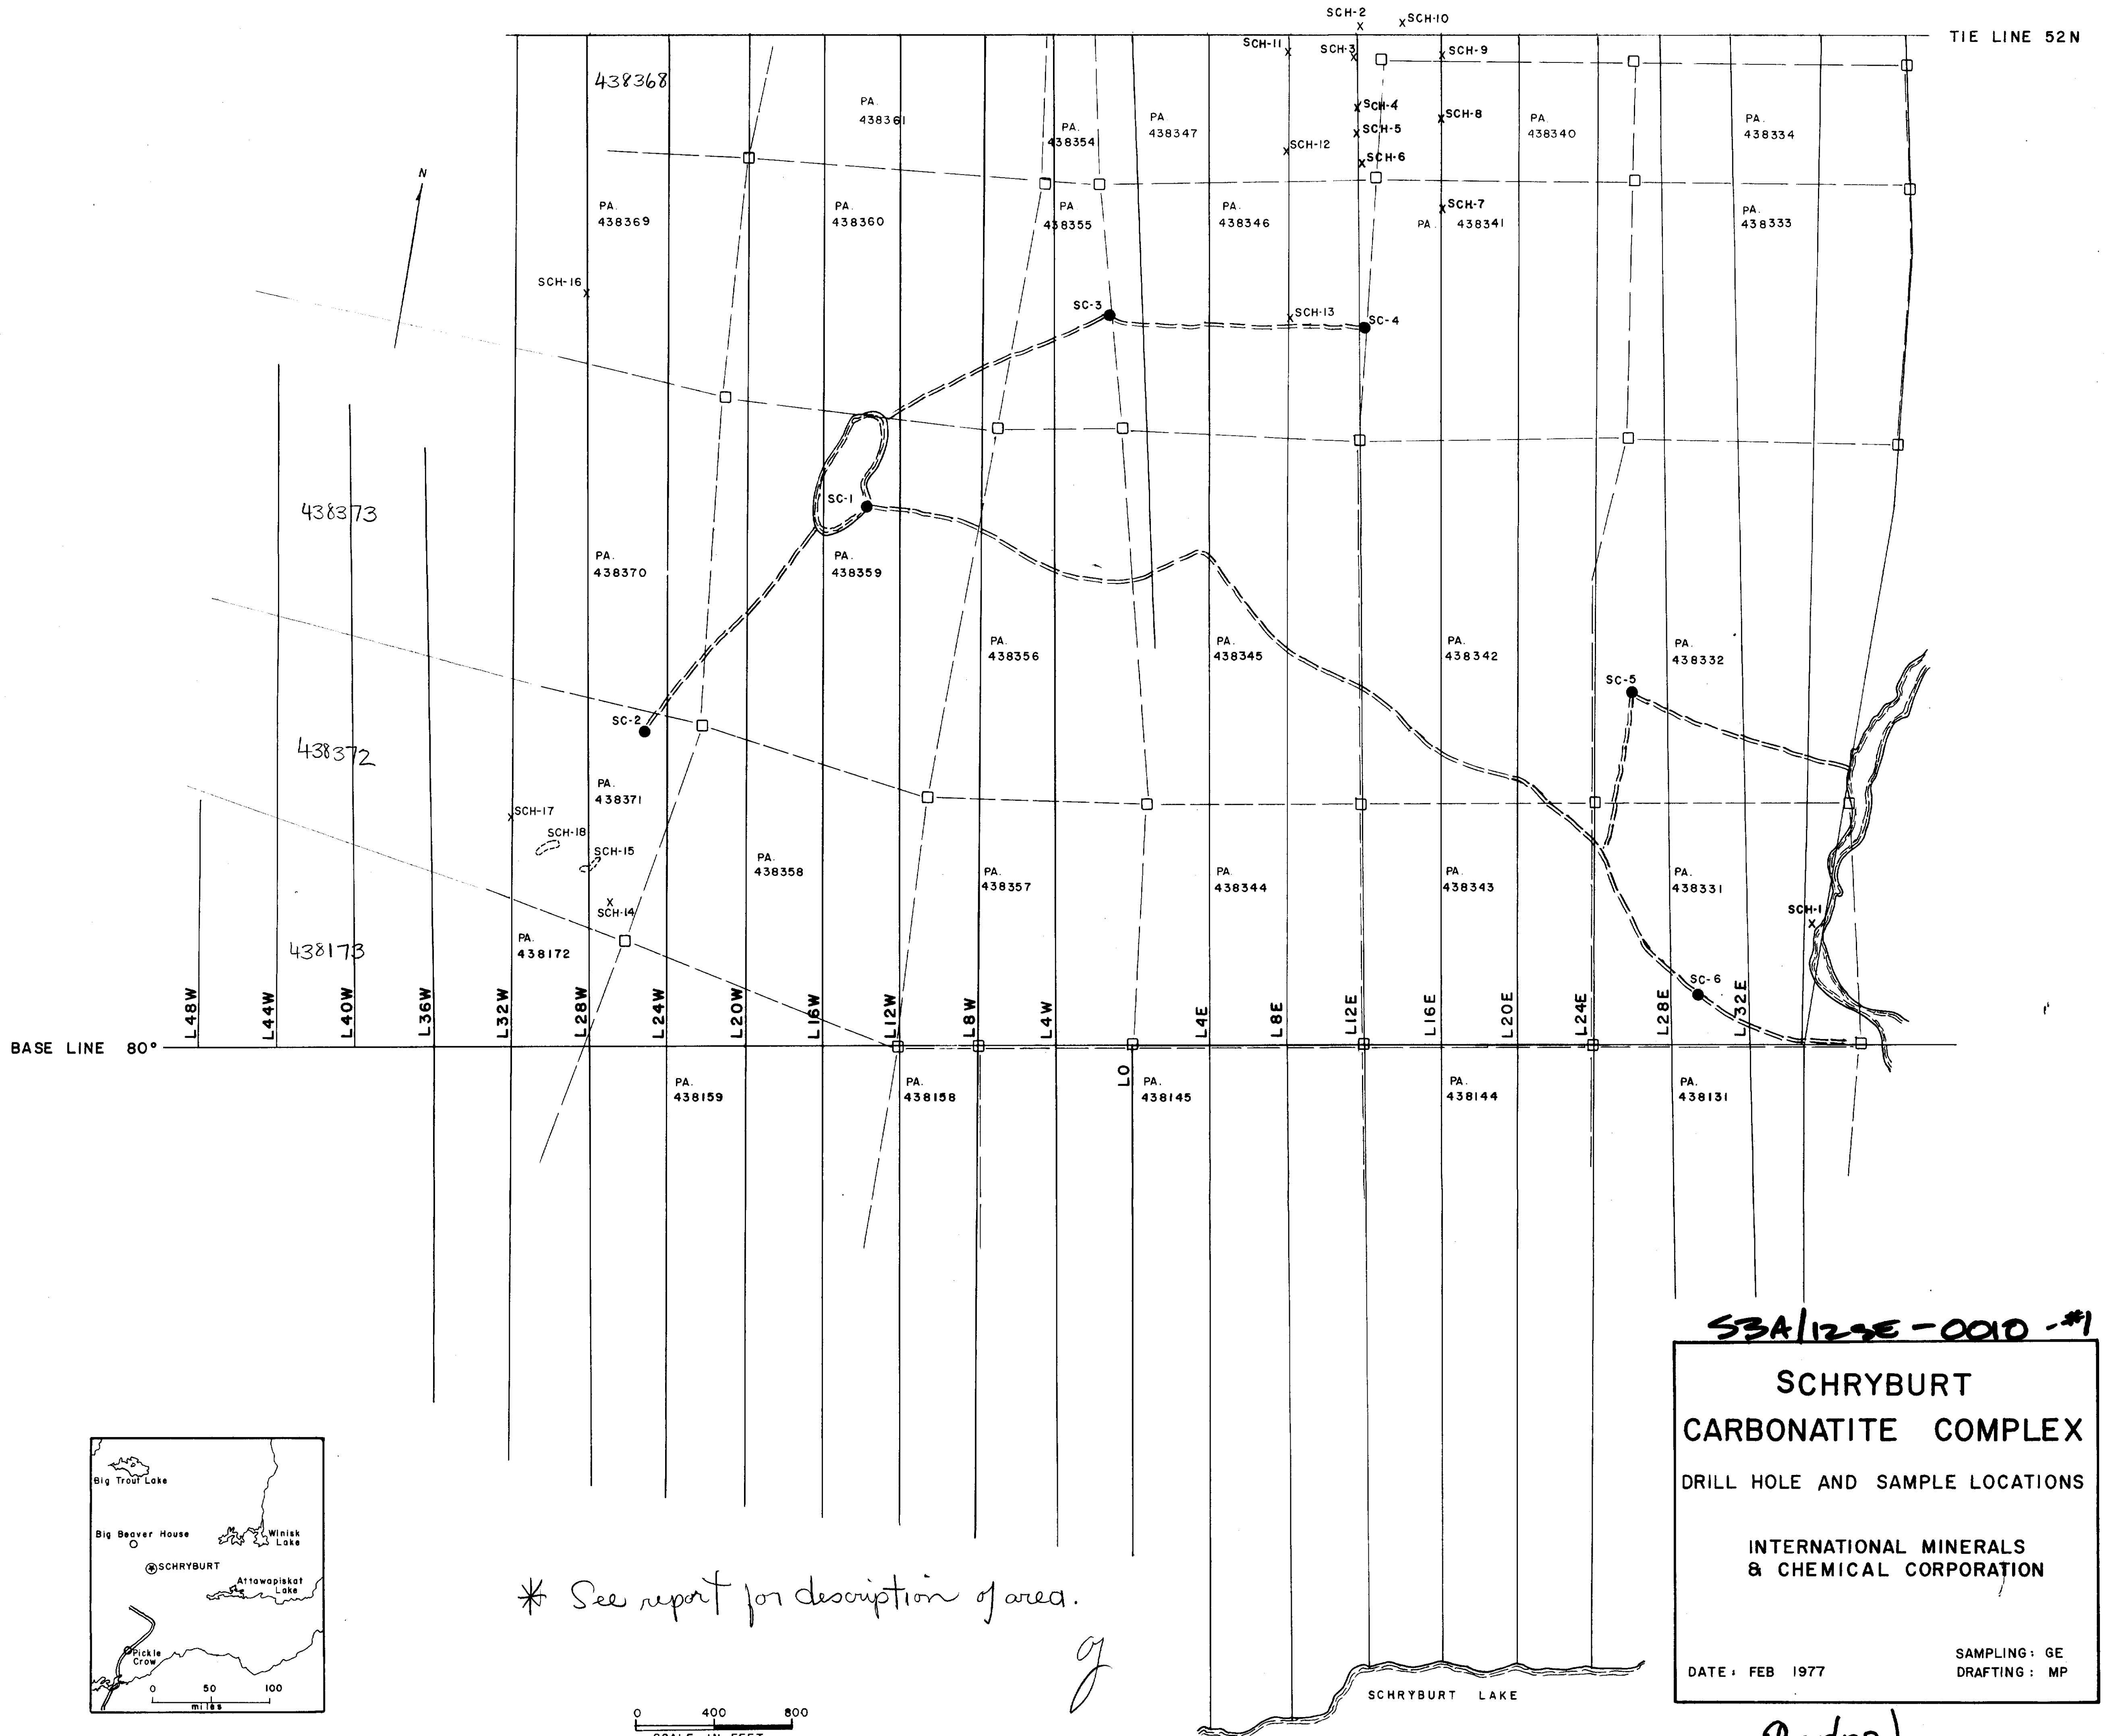 SCH-2
SCH-10
TIE LINE 52N
SCH-11
SCH-3
SCH-9
438368
PA.
438361
SCH-4
SCH-8
SCH-5
PA.
438354
PA
438347
PA.
438340
PA.
438334
SCH-12
SCH-6
N
PA.
438369
PA.
438360
PA
438355
PA.
438346
SCH-7
PA. 438341
PA.
438333
SCH-16
SC-3
SCH-13
SC-4
438373
SC-1
PA.
438370
PA.
438359
PA.
438356
PA.
438345
PA.
438342
PA.
438332
SC-5
SC-2
438372
PA.
438371
SCH-17
SCH-18
SCH-15
PA.
438358
PA.
438357
PA.
438344
PA.
438343
PA.
438331
SCH-14
SCH-1
438173
PA.
438172
SC-6
L48W
L44W
L40W
L36W
L32W
L28W
L24W
L20W
L16W
L12W
L8W
L4W
LO
L4E
L8E
L12E
L16E
L20E
L24E
L28E
L32E
BASE LINE 80°
PA.
438159
PA.
438158
PA.
438145
PA.
438144
PA.
438131
53A/12SE-0010-#1
SCHRYBURT
CARBONATITE COMPLEX
DRILL HOLE AND SAMPLE LOCATIONS
INTERNATIONAL MINERALS
& CHEMICAL CORPORATION
SAMPLING: GE
DATE: FEB 1977
DRAFTING: MP
Big Trout Lake
Big Beaver House
Winisk
Lake
SCHRYBURT
Attawapiskat
Lake
Pickle
Crow
0 50 100
miles
* See report for description of area.
0 400 800
SCALE IN FEET
SCHRYBURT LAKE